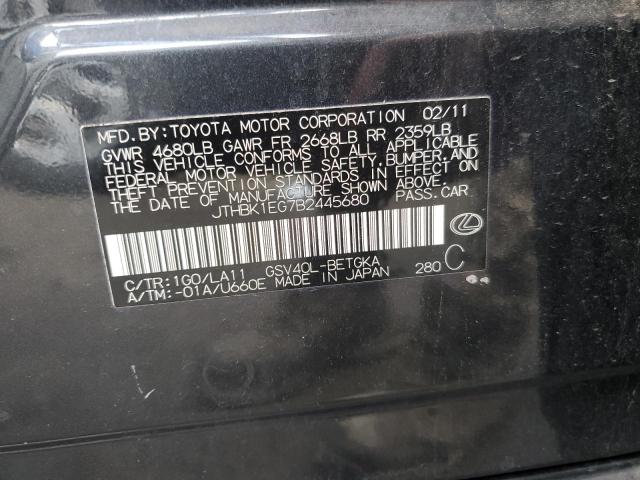 MFD. BY: TOYOTA MOTOR CORPORATION 02/11
GVWR 4680LB GAWR FR 2668LB RR 2359LB
THIS VEHICLE CONFORMS TO ALL APPLICABLE
FEDERAL MOTOR VEHICLE SAFETY, BUMPER, AND
THEFT PREVENTION STANDARDS IN EFFECT ON
THE DATE OF MANUFACTURE SHOWN ABOVE.
JTHBK1EG7B2445680 PASS. CAR
C/TR: 1G0/LA11 GSV40L-BETGKA
A/TM: -01A/U660E MADE IN JAPAN 280 C